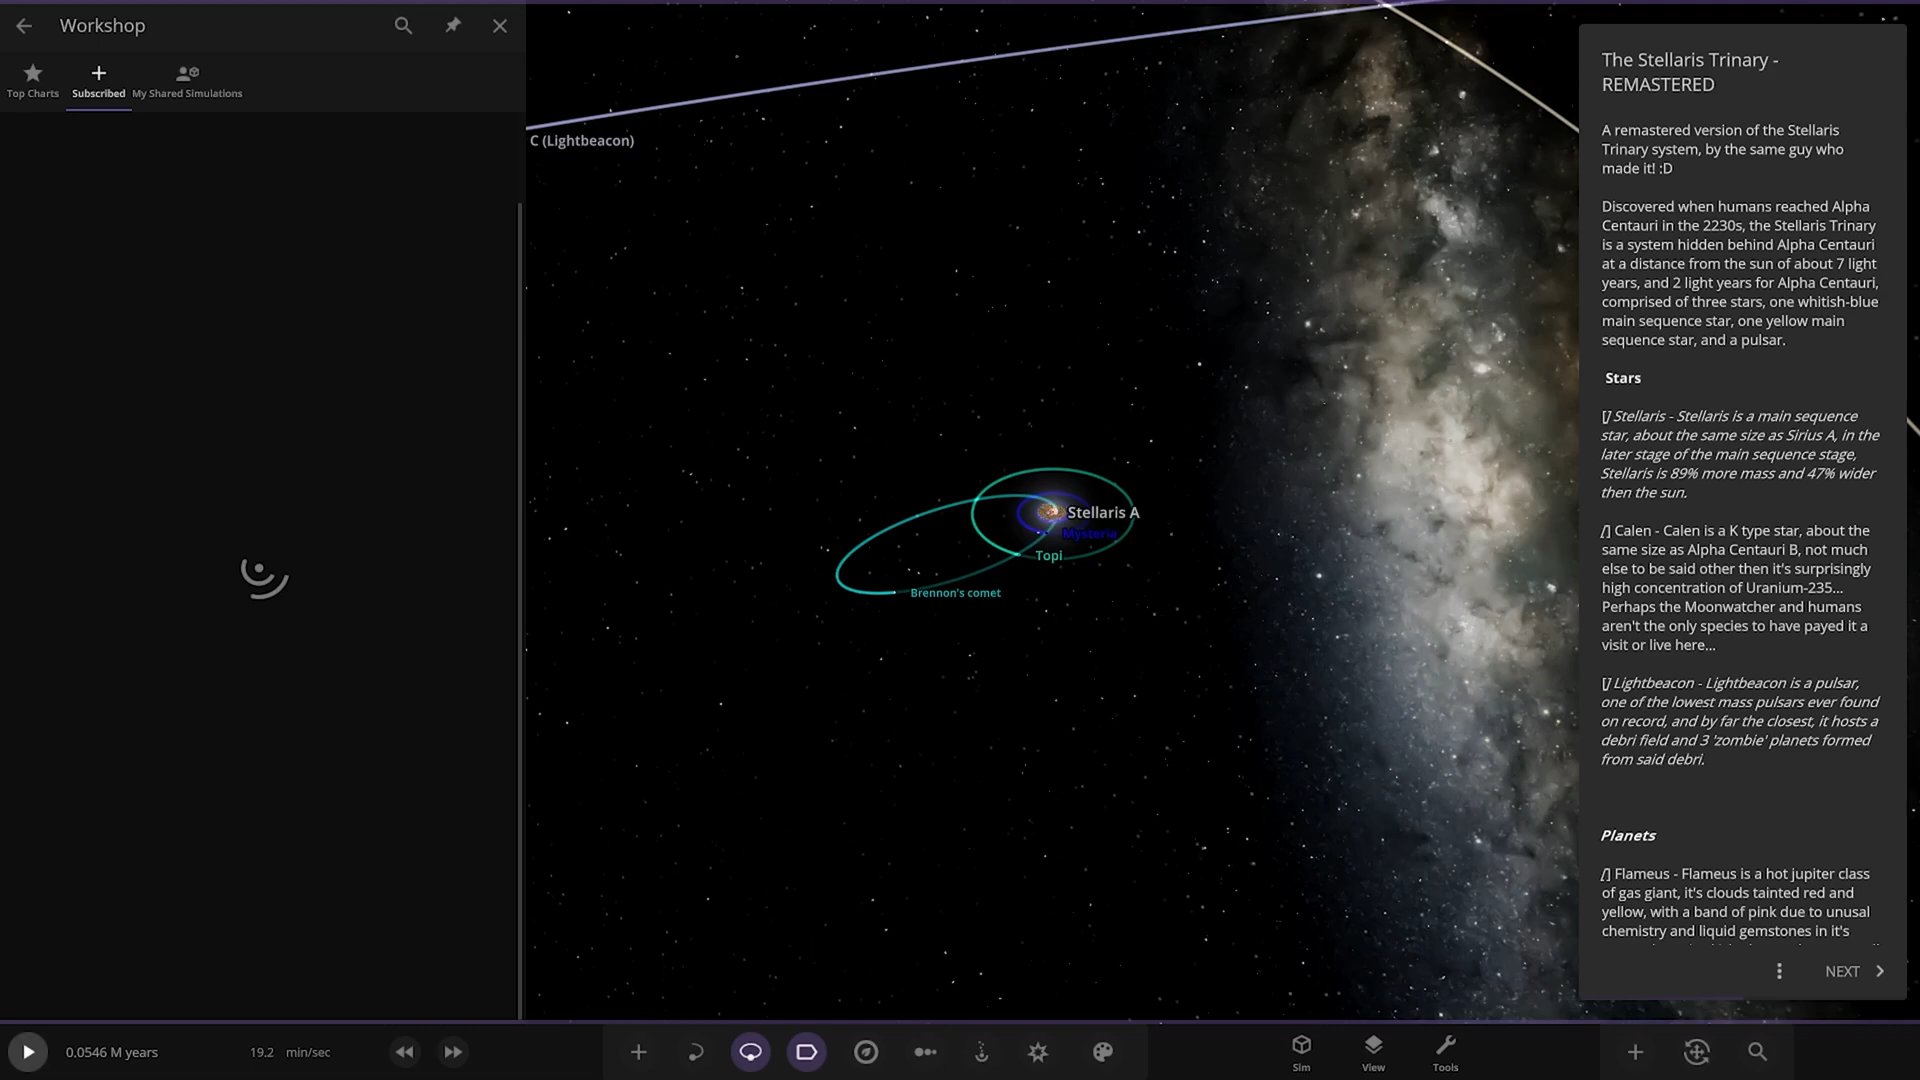 Workshop
Top Charts
Subscribed
My Shared Simulations
C (Lightbeacon)
Stellaris A
Mysteria
Topi
Brennon's comet
The Stellaris Trinary -
REMASTERED
A remastered version of the Stellaris
Trinary system, by the same guy who
made it! :D
Discovered when humans reached Alpha
Centauri in the 2230s, the Stellaris Trinary
is a system hidden behind Alpha Centauri
at a distance from the sun of about 7 light
years, and 2 light years for Alpha Centauri,
comprised of three stars, one whitish-blue
main sequence star, one yellow main
sequence star, and a pulsar.
Stars
[/] Stellaris - Stellaris is a main sequence
star, about the same size as Sirius A, in the
later stage of the main sequence stage,
Stellaris is 89% more mass and 47% wider
then the sun.
/] Calen - Calen is a K type star, about the
same size as Alpha Centauri B, not much
else to be said other then it's surprisingly
high concentration of Uranium-235...
Perhaps the Moonwatcher and humans
aren't the only species to have payed it a
visit or live here...
[/] Lightbeacon - Lightbeacon is a pulsar,
one of the lowest mass pulsars ever found
on record, and by far the closest, it hosts a
debri field and 3 'zombie' planets formed
from said debri.
Planets
/] Flameus - Flameus is a hot jupiter class
of gas giant, it's clouds tainted red and
yellow, with a band of pink due to unusal
chemistry and liquid gemstones in it's
NEXT
0.0546 M years
19.2 min/sec
Sim
View
Tools